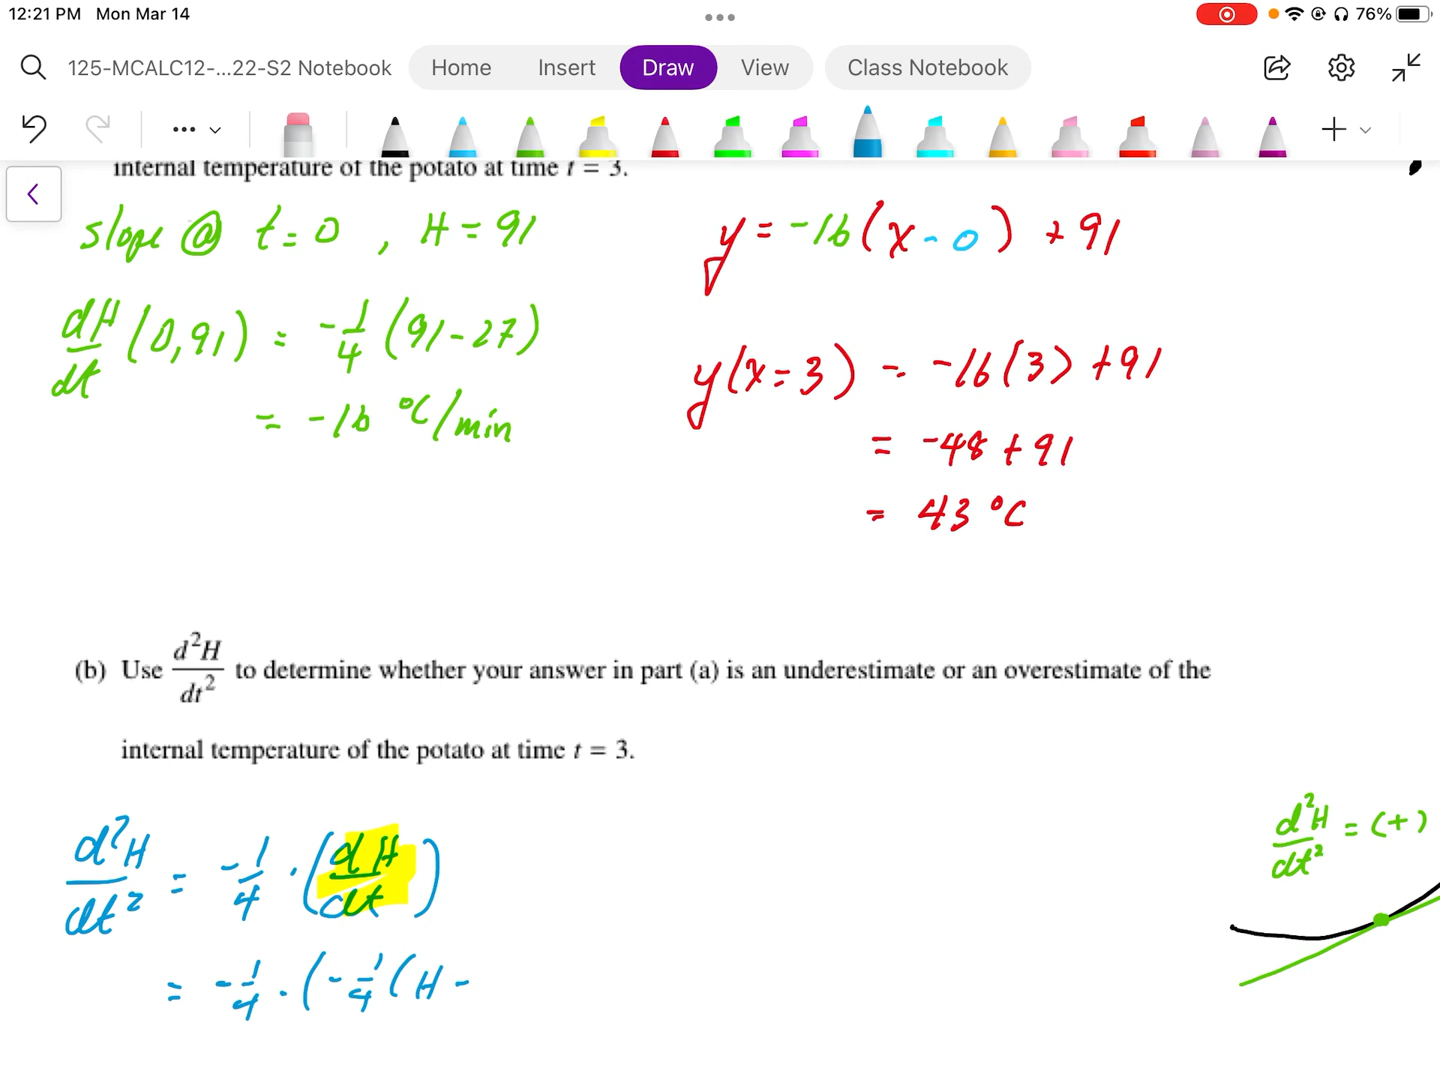 12:21 PM Mon Mar 14
76%
125-MCALC12-...22-S2 Notebook Home Insert Draw View Class Notebook
internal temperature of the potato at time t = 3.
slope @ t=0, H=91
y = -16(x-0) + 91
dH/dt (0,91) = -1/4 (91-27)
= -16 °C/min
y(x=3) = -16(3) +91
= -48 + 91
= 43 °C
(b) Use d²H/dt² to determine whether your answer in part (a) is an underestimate or an overestimate of the
internal temperature of the potato at time t = 3.
d²H/dt² = -1/4 · (dH/dt)
= -1/4 · (-1/4 (H -
d²H/dt² = (+)